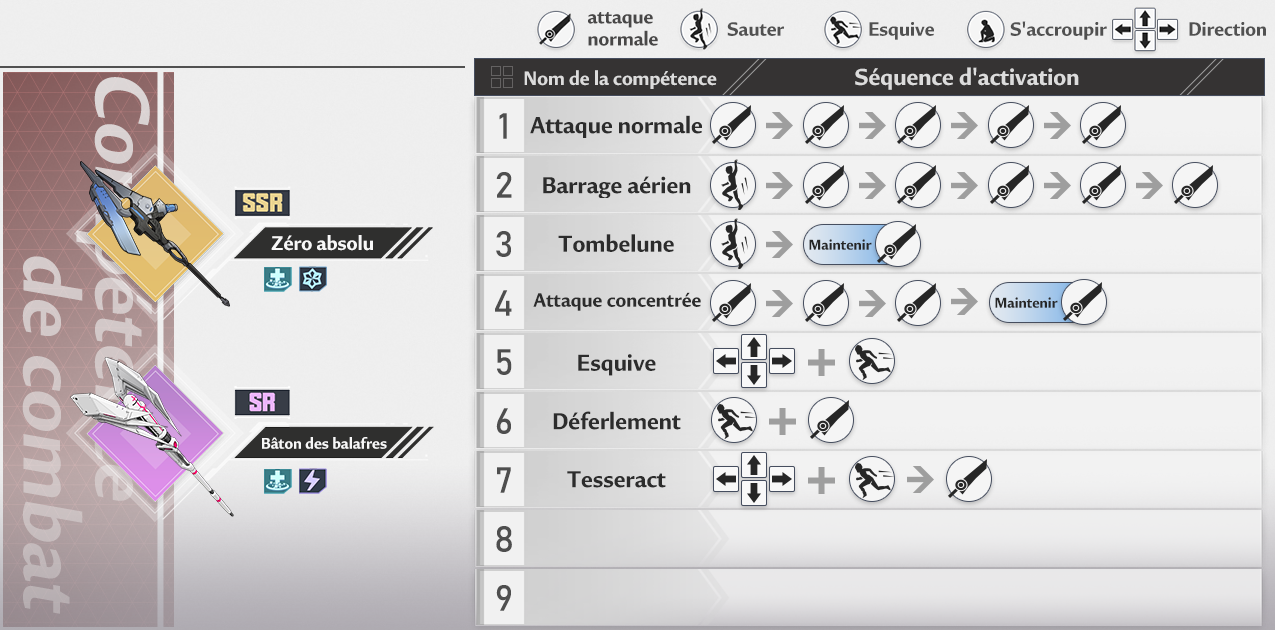 attaque
normale
Sauter
Esquive
S'accroupir
Direction
Nom de la compétence
Séquence d'activation
Compétence
de combat
SSR
Zéro absolu
SR
Bâton des balafres
1 Attaque normale
2 Barrage aérien
3 Tombelune Maintenir
4 Attaque concentrée Maintenir
5 Esquive
6 Déferlement
7 Tesseract
8
9